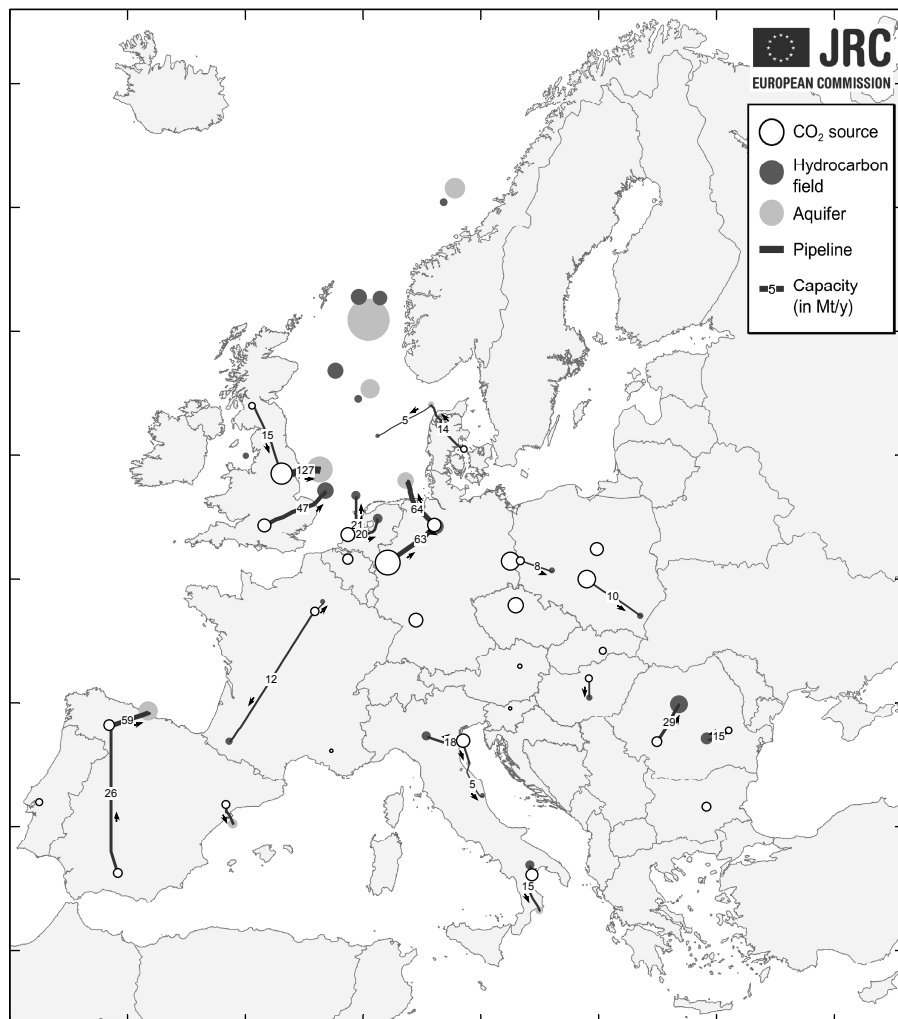 JRC
EUROPEAN COMMISSION
CO₂ source
Hydrocarbon
field
Aquifer
Pipeline
5 Capacity
(in Mt/y)
5
14
15
127
47
21
20
64
63
8
10
12
59
26
18
5
29
15
15